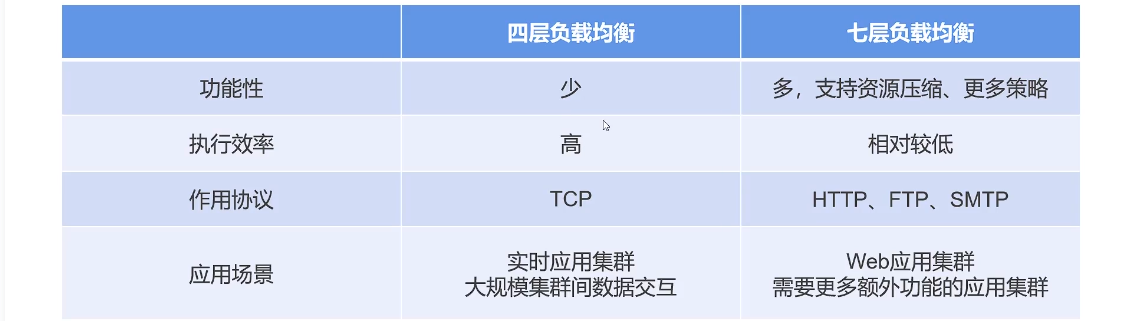 四层负载均衡 七层负载均衡
功能性 少 多，支持资源压缩、更多策略
执行效率 高 相对较低
作用协议 TCP HTTP、FTP、SMTP
应用场景 实时应用集群 Web应用集群
大规模集群间数据交互 需要更多额外功能的应用集群